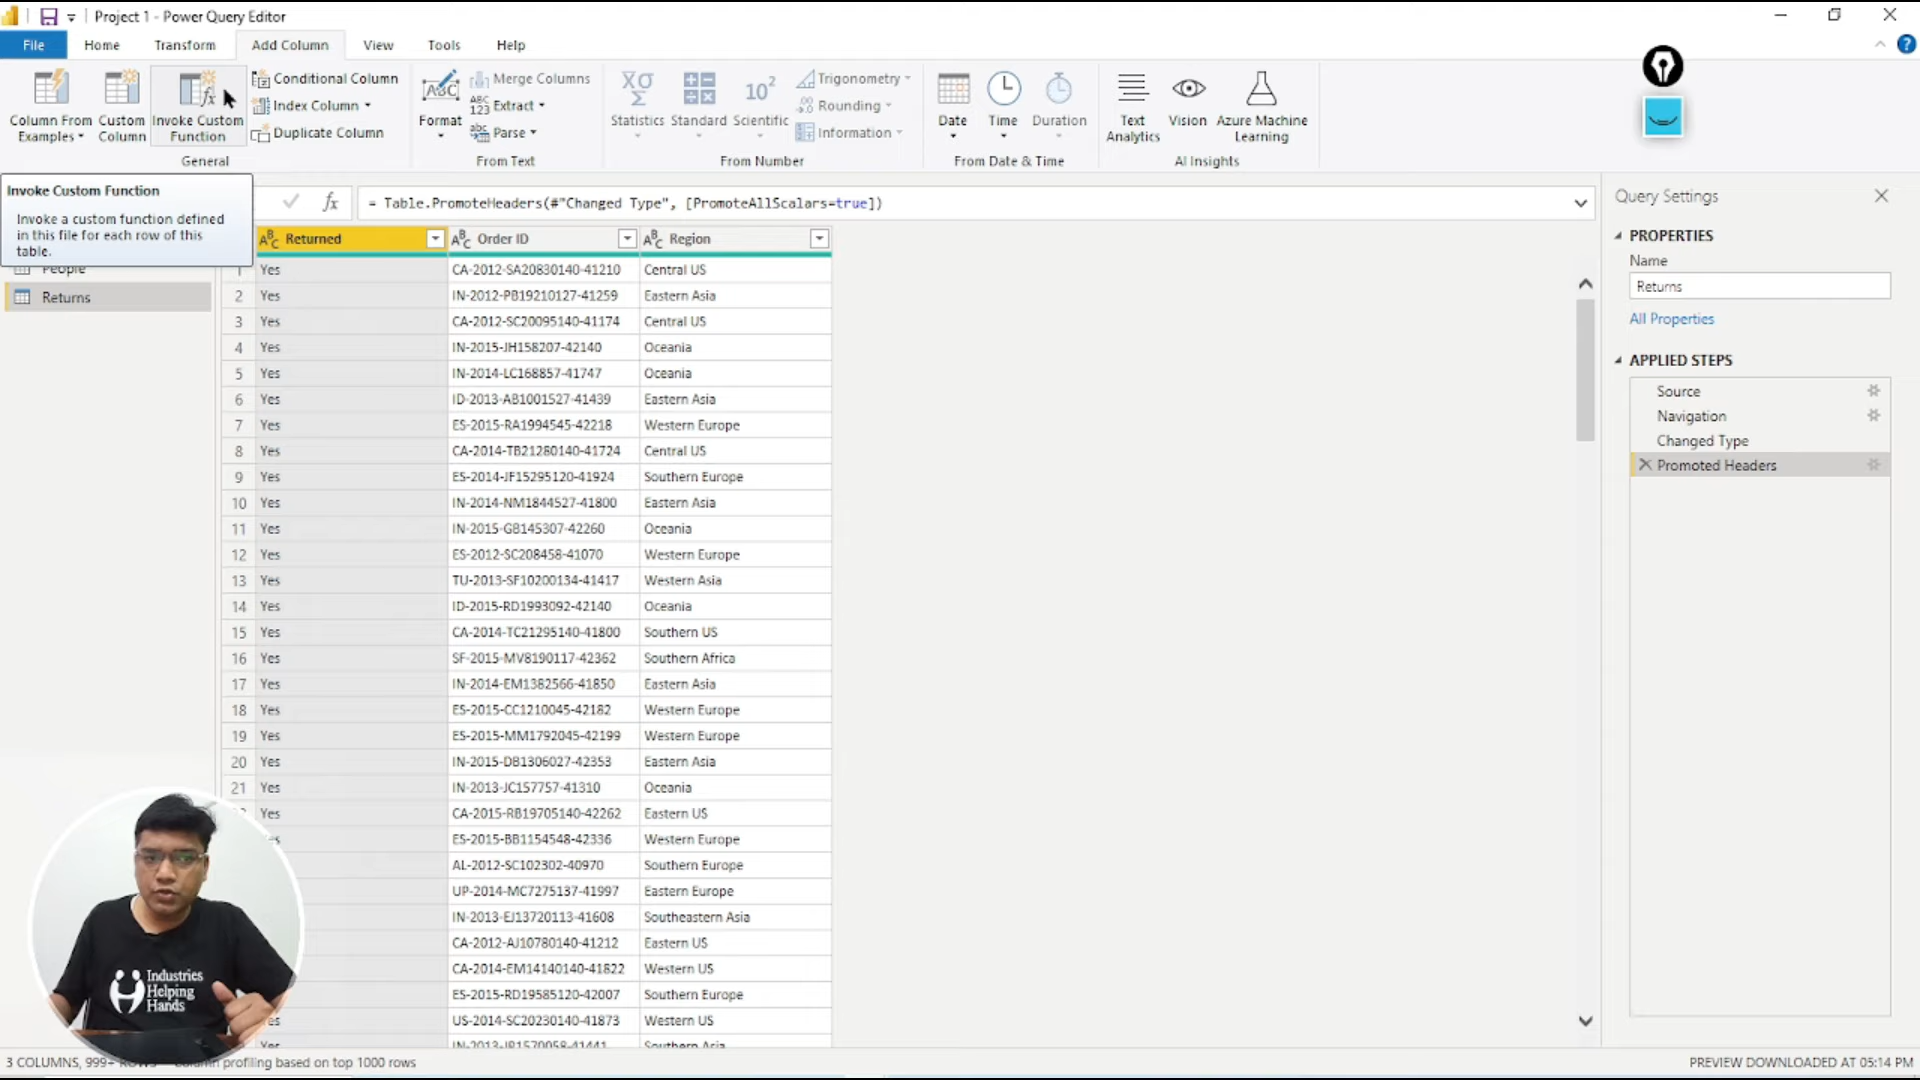 Project 1 - Power Query Editor
File Home Transform Add Column View Tools Help
Column From Examples
Custom Column
Invoke Custom Function
Conditional Column
Index Column
Duplicate Column
General
Format
Merge Columns
Extract
Parse
From Text
Statistics
Standard
Scientific
Trigonometry
Rounding
Information
From Number
Date
Time
Duration
From Date & Time
Text Analytics
Vision
Azure Machine Learning
AI Insights
Invoke Custom Function
Invoke a custom function defined
in this file for each row of this
table.
People
Returns
= Table.PromoteHeaders(#"Changed Type", [PromoteAllScalars=true])
Returned Order ID Region
1 Yes CA-2012-SA20830140-41210 Central US
2 Yes IN-2012-PB19210127-41259 Eastern Asia
3 Yes CA-2012-SC20095140-41174 Central US
4 Yes IN-2015-JH158207-42140 Oceania
5 Yes IN-2014-LC168857-41747 Oceania
6 Yes ID-2013-AB1001527-41439 Eastern Asia
7 Yes ES-2015-RA1994545-42218 Western Europe
8 Yes CA-2014-TB21280140-41724 Central US
9 Yes ES-2014-JF15295120-41924 Southern Europe
10 Yes IN-2014-NM1844527-41800 Eastern Asia
11 Yes IN-2015-GB145307-42260 Oceania
12 Yes ES-2012-SC208458-41070 Western Europe
13 Yes TU-2013-SF10200134-41417 Western Asia
14 Yes ID-2015-RD1993092-42140 Oceania
15 Yes CA-2014-TC21295140-41800 Southern US
16 Yes SF-2015-MV8190117-42362 Southern Africa
17 Yes IN-2014-EM1382566-41850 Eastern Asia
18 Yes ES-2015-CC1210045-42182 Western Europe
19 Yes ES-2015-MM1792045-42199 Western Europe
20 Yes IN-2015-DB1306027-42353 Eastern Asia
21 Yes IN-2013-JC157757-41310 Oceania
Yes CA-2015-RB19705140-42262 Eastern US
ES-2015-BB1154548-42336 Western Europe
AL-2012-SC102302-40970 Southern Europe
UP-2014-MC7275137-41997 Eastern Europe
IN-2013-EJ13720113-41608 Southeastern Asia
CA-2012-AJ10780140-41212 Eastern US
CA-2014-EM14140140-41822 Western US
ES-2015-RD19585120-42007 Southern Europe
US-2014-SC20230140-41873 Western US
Yes IN-2013-JP1570058-41441 Southern Asia
Query Settings
PROPERTIES
Name
Returns
All Properties
APPLIED STEPS
Source
Navigation
Changed Type
Promoted Headers
Industries
Helping
Hands
3 COLUMNS, 999+ ROWS Column profiling based on top 1000 rows
PREVIEW DOWNLOADED AT 05:14 PM